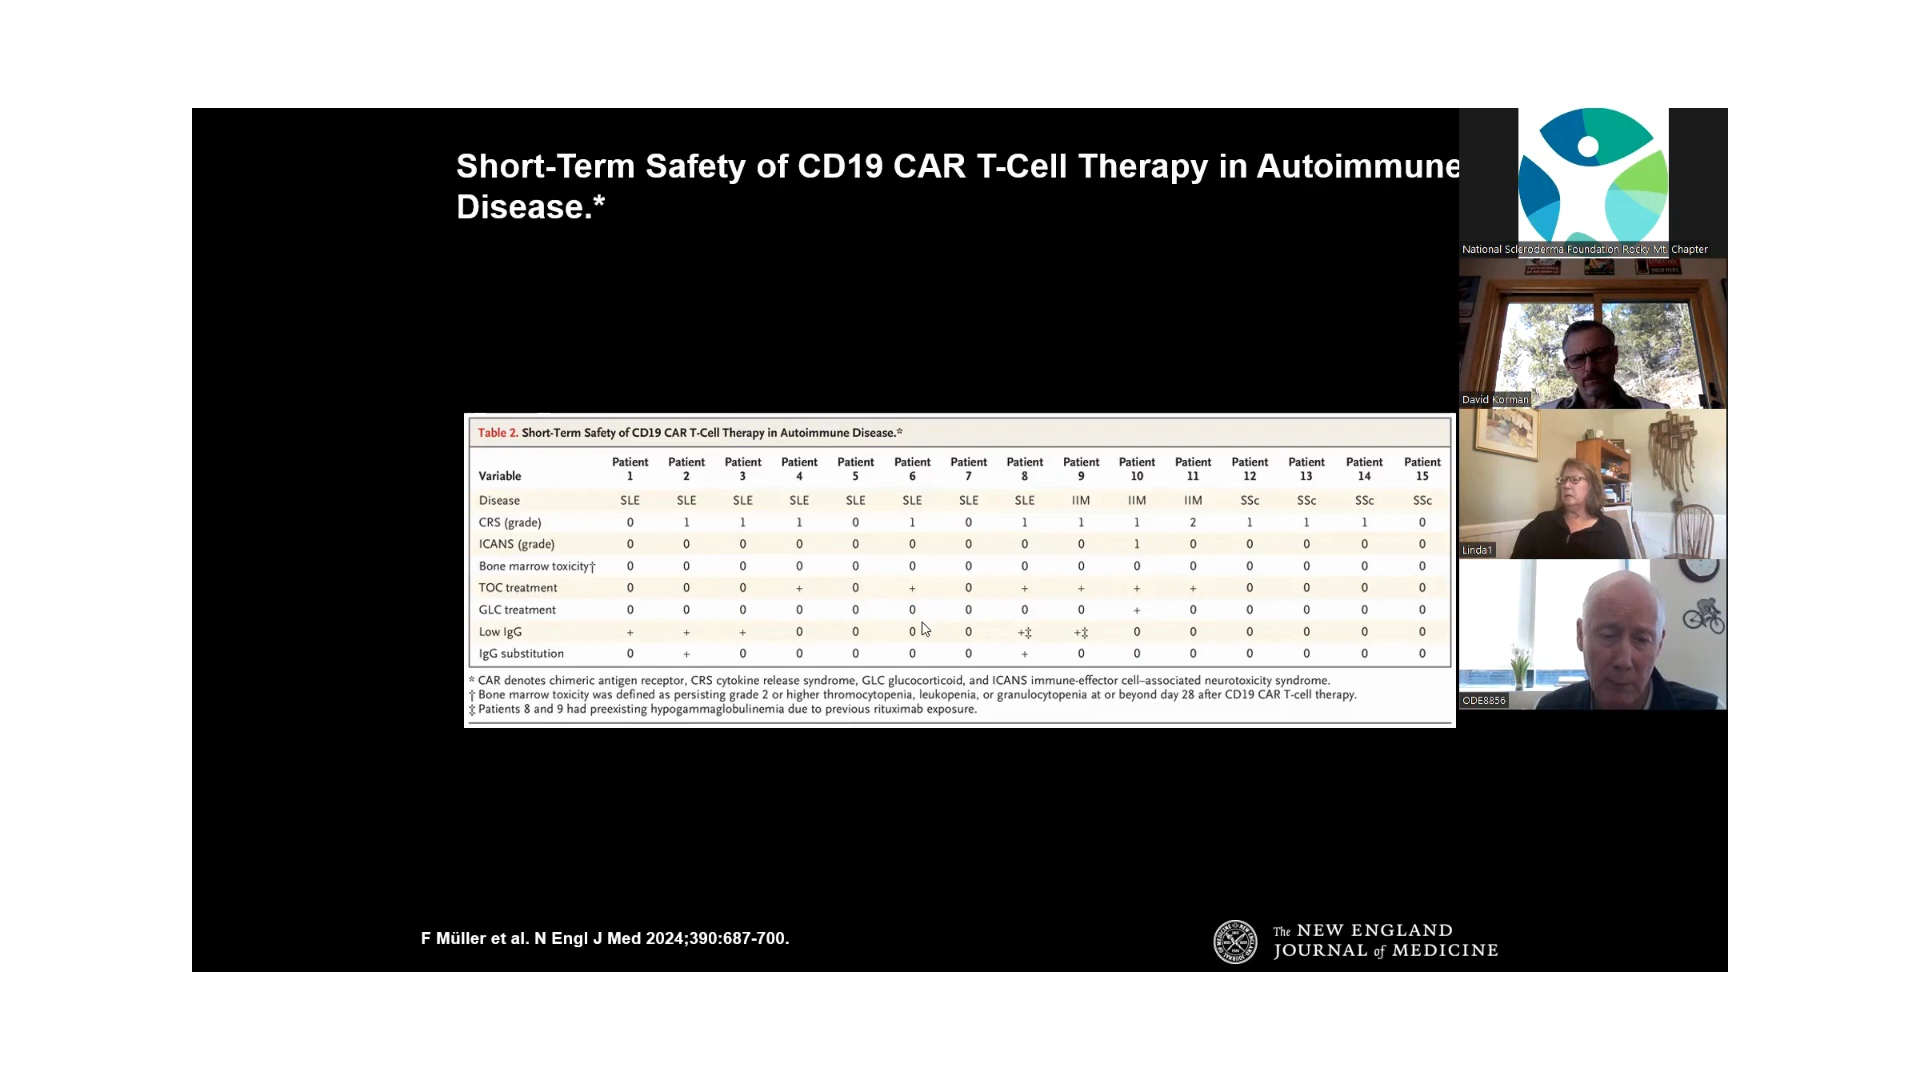 Short-Term Safety of CD19 CAR T-Cell Therapy in Autoimmune
Disease.*
National Scleroderma Foundation Rocky Mt. Chapter
David Korman
Linda1
ODE8856
Table 2. Short-Term Safety of CD19 CAR T-Cell Therapy in Autoimmune Disease.*
Variable Patient 1 Patient 2 Patient 3 Patient 4 Patient 5 Patient 6 Patient 7 Patient 8 Patient 9 Patient 10 Patient 11 Patient 12 Patient 13 Patient 14 Patient 15
Disease SLE SLE SLE SLE SLE SLE SLE SLE IIM IIM IIM SSc SSc SSc SSc
CRS (grade) 0 1 1 1 0 1 0 1 1 1 2 1 1 1 0
ICANS (grade) 0 0 0 0 0 0 0 0 0 1 0 0 0 0 0
Bone marrow toxicity† 0 0 0 0 0 0 0 0 0 0 0 0 0 0 0
TOC treatment 0 0 0 + 0 + 0 + + + + 0 0 0 0
GLC treatment 0 0 0 0 0 0 0 0 0 + 0 0 0 0 0
Low IgG + + + 0 0 0 0 +‡ +‡ 0 0 0 0 0 0
IgG substitution 0 + 0 0 0 0 0 + 0 0 0 0 0 0 0
* CAR denotes chimeric antigen receptor, CRS cytokine release syndrome, GLC glucocorticoid, and ICANS immune-effector cell–associated neurotoxicity syndrome.
† Bone marrow toxicity was defined as persisting grade 2 or higher thromocytopenia, leukopenia, or granulocytopenia at or beyond day 28 after CD19 CAR T-cell therapy.
‡ Patients 8 and 9 had preexisting hypogammaglobulinemia due to previous rituximab exposure.
F Müller et al. N Engl J Med 2024;390:687-700.
The NEW ENGLAND
JOURNAL of MEDICINE